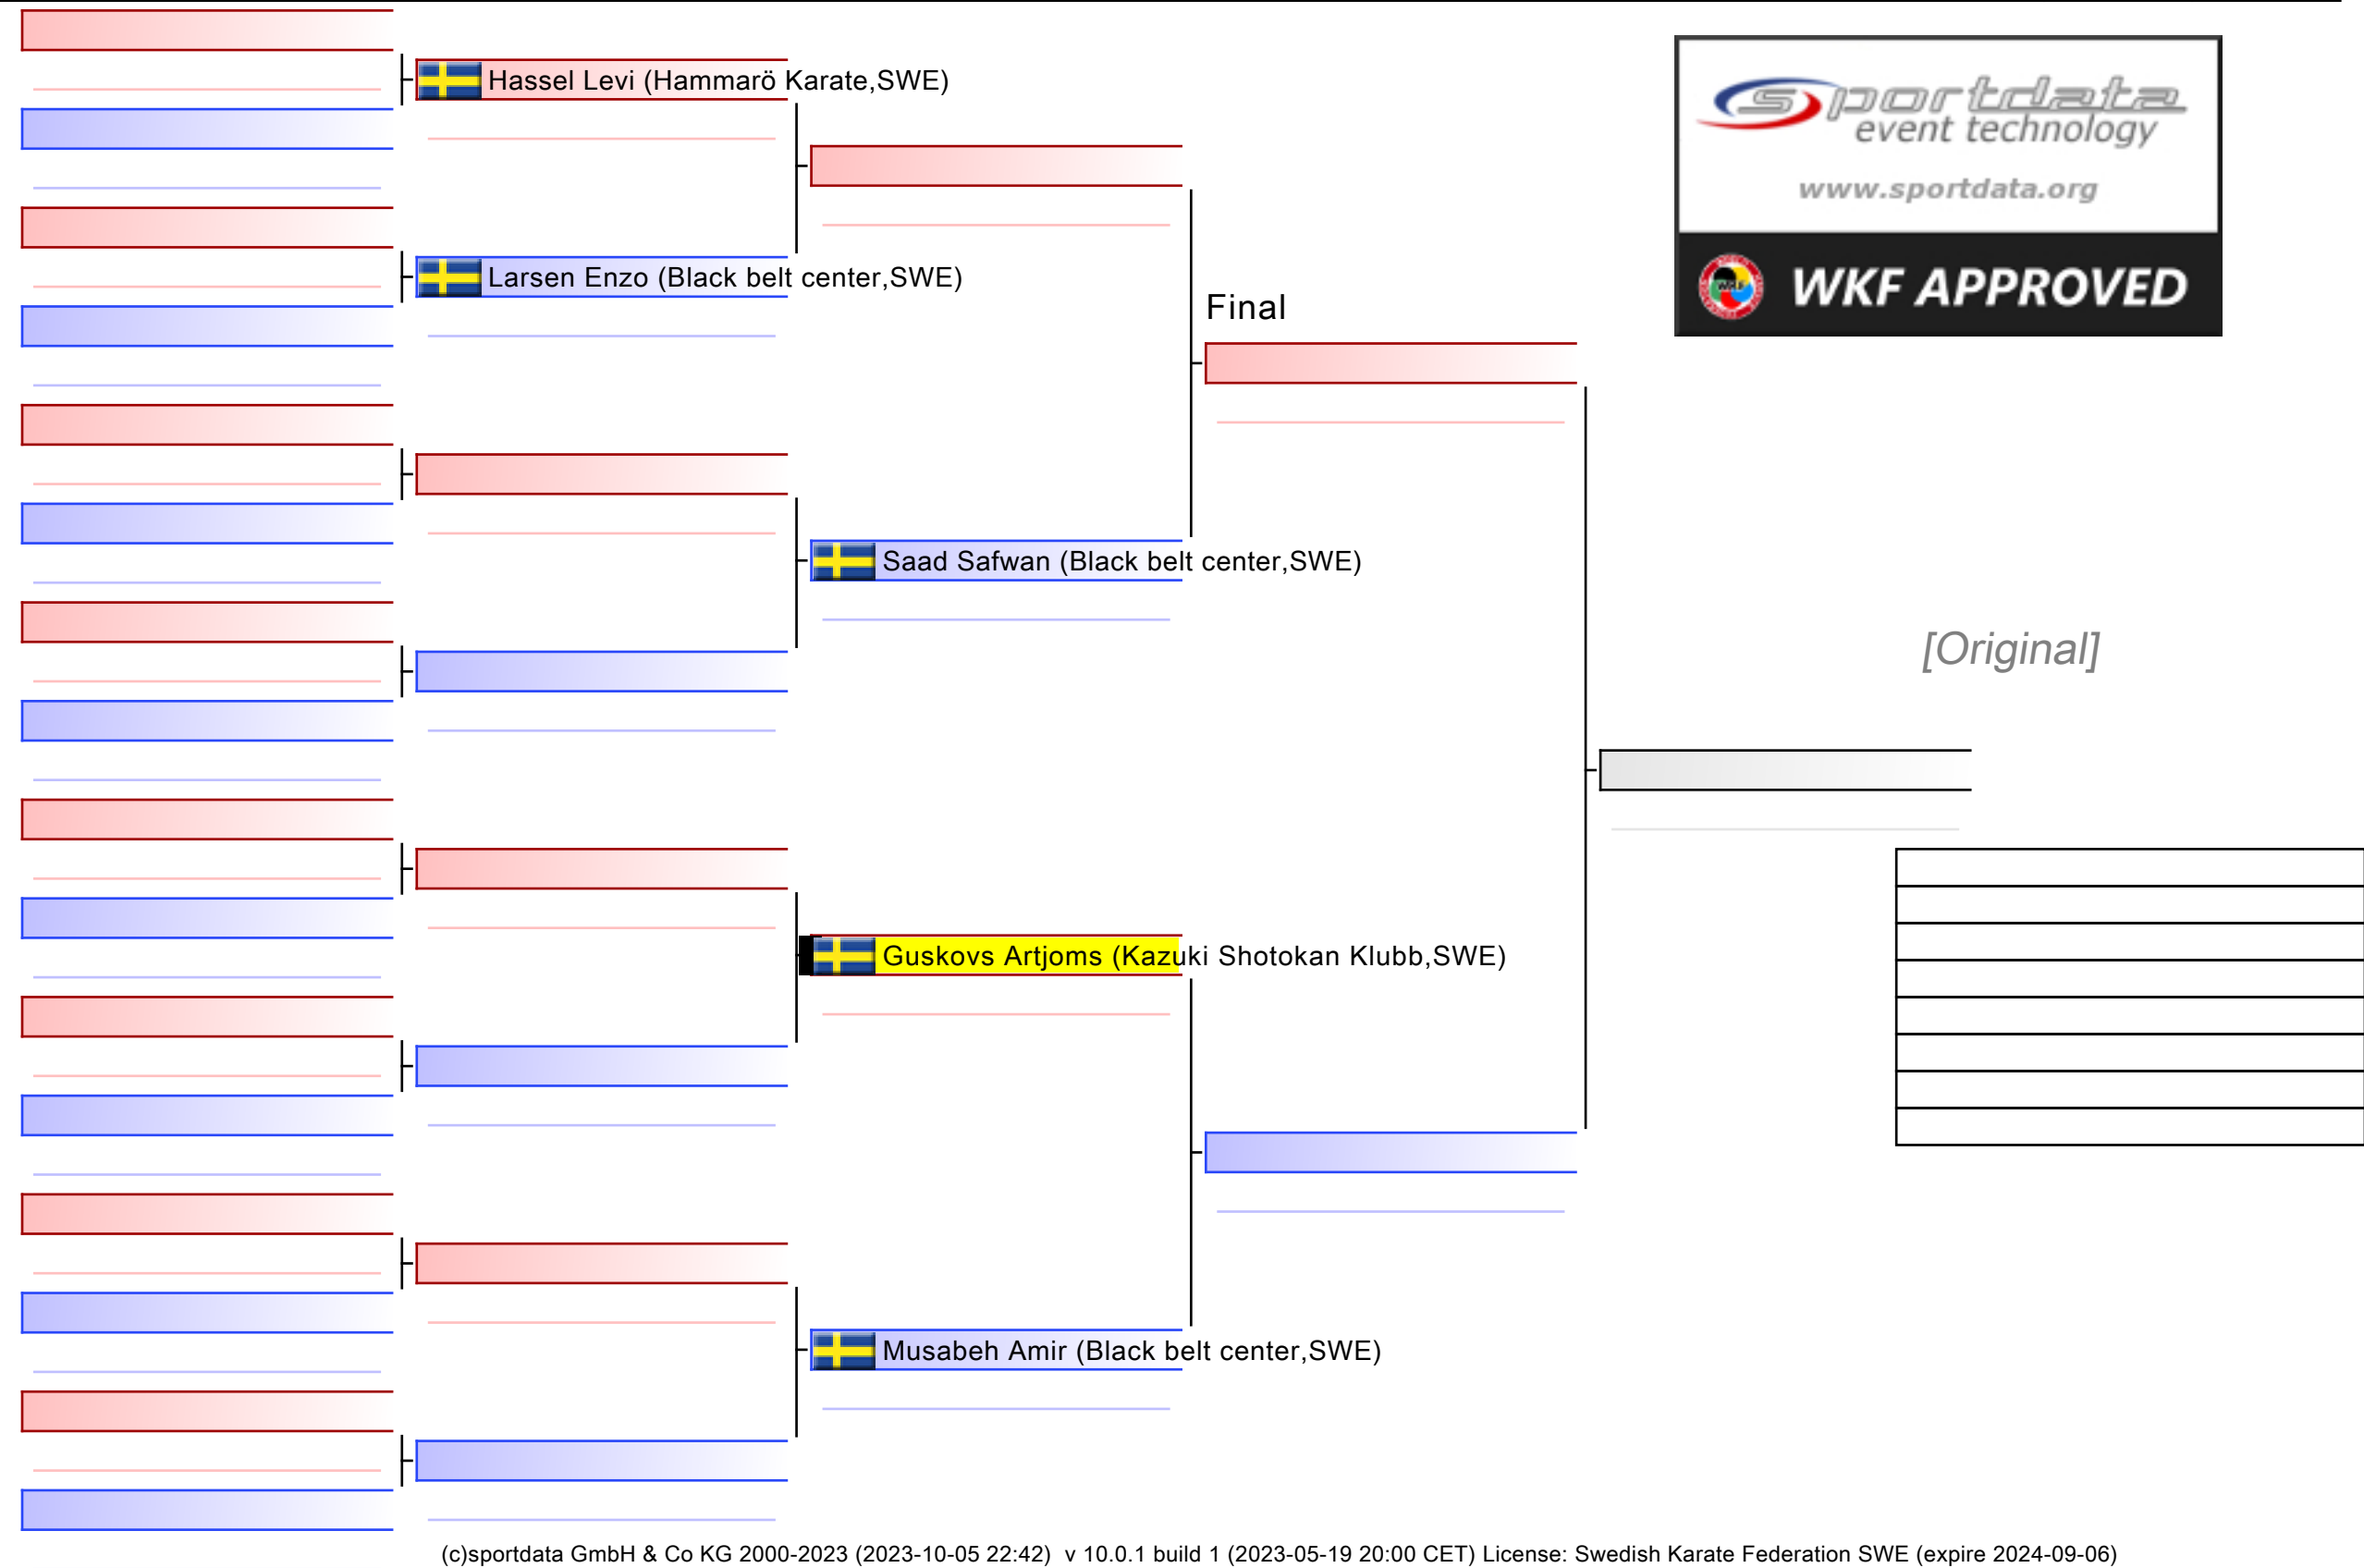 Hassel Levi (Hammarö Karate,SWE)
Larsen Enzo (Black belt center,SWE)
Saad Safwan (Black belt center,SWE)
Guskovs Artjoms (Kazuki Shotokan Klubb,SWE)
Musabeh Amir (Black belt center,SWE)
Final
sportdata
event technology
www.sportdata.org
WKF
WKF APPROVED
[Original]
(c)sportdata GmbH & Co KG 2000-2023 (2023-10-05 22:42)  v 10.0.1 build 1 (2023-05-19 20:00 CET) License: Swedish Karate Federation SWE (expire 2024-09-06)